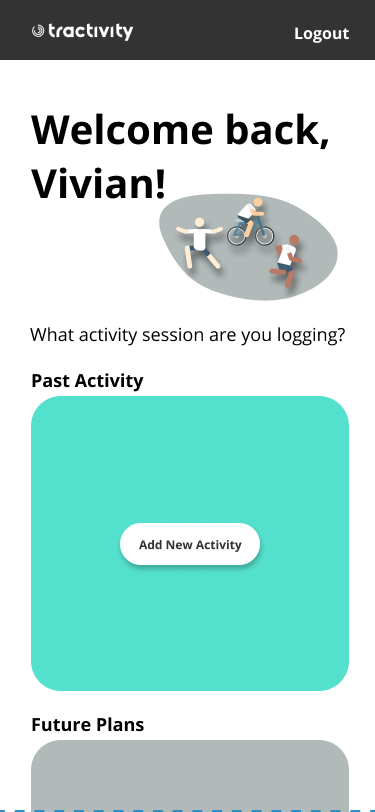 tractivity
Logout
Welcome back,
Vivian!
What activity session are you logging?
Past Activity
Add New Activity
Future Plans